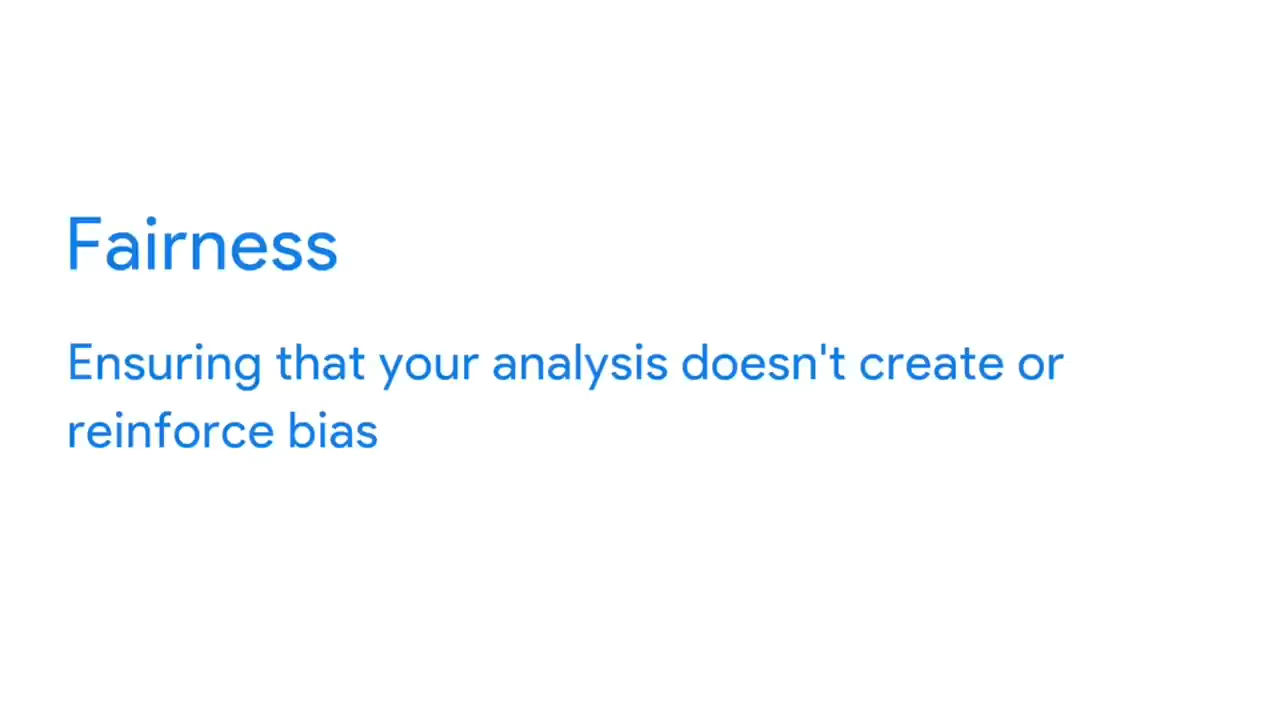 Fairness
Ensuring that your analysis doesn't create or
reinforce bias